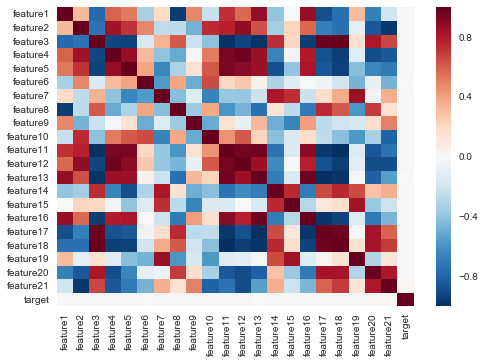 feature1
feature2
feature3
feature4
feature5
feature6
feature7
feature8
feature9
feature10
feature11
feature12
feature13
feature14
feature15
feature16
feature17
feature18
feature19
feature20
feature21
target
0.8
0.4
0.0
−0.4
−0.8
feature1
feature2
feature3
feature4
feature5
feature6
feature7
feature8
feature9
feature10
feature11
feature12
feature13
feature14
feature15
feature16
feature17
feature18
feature19
feature20
feature21
target